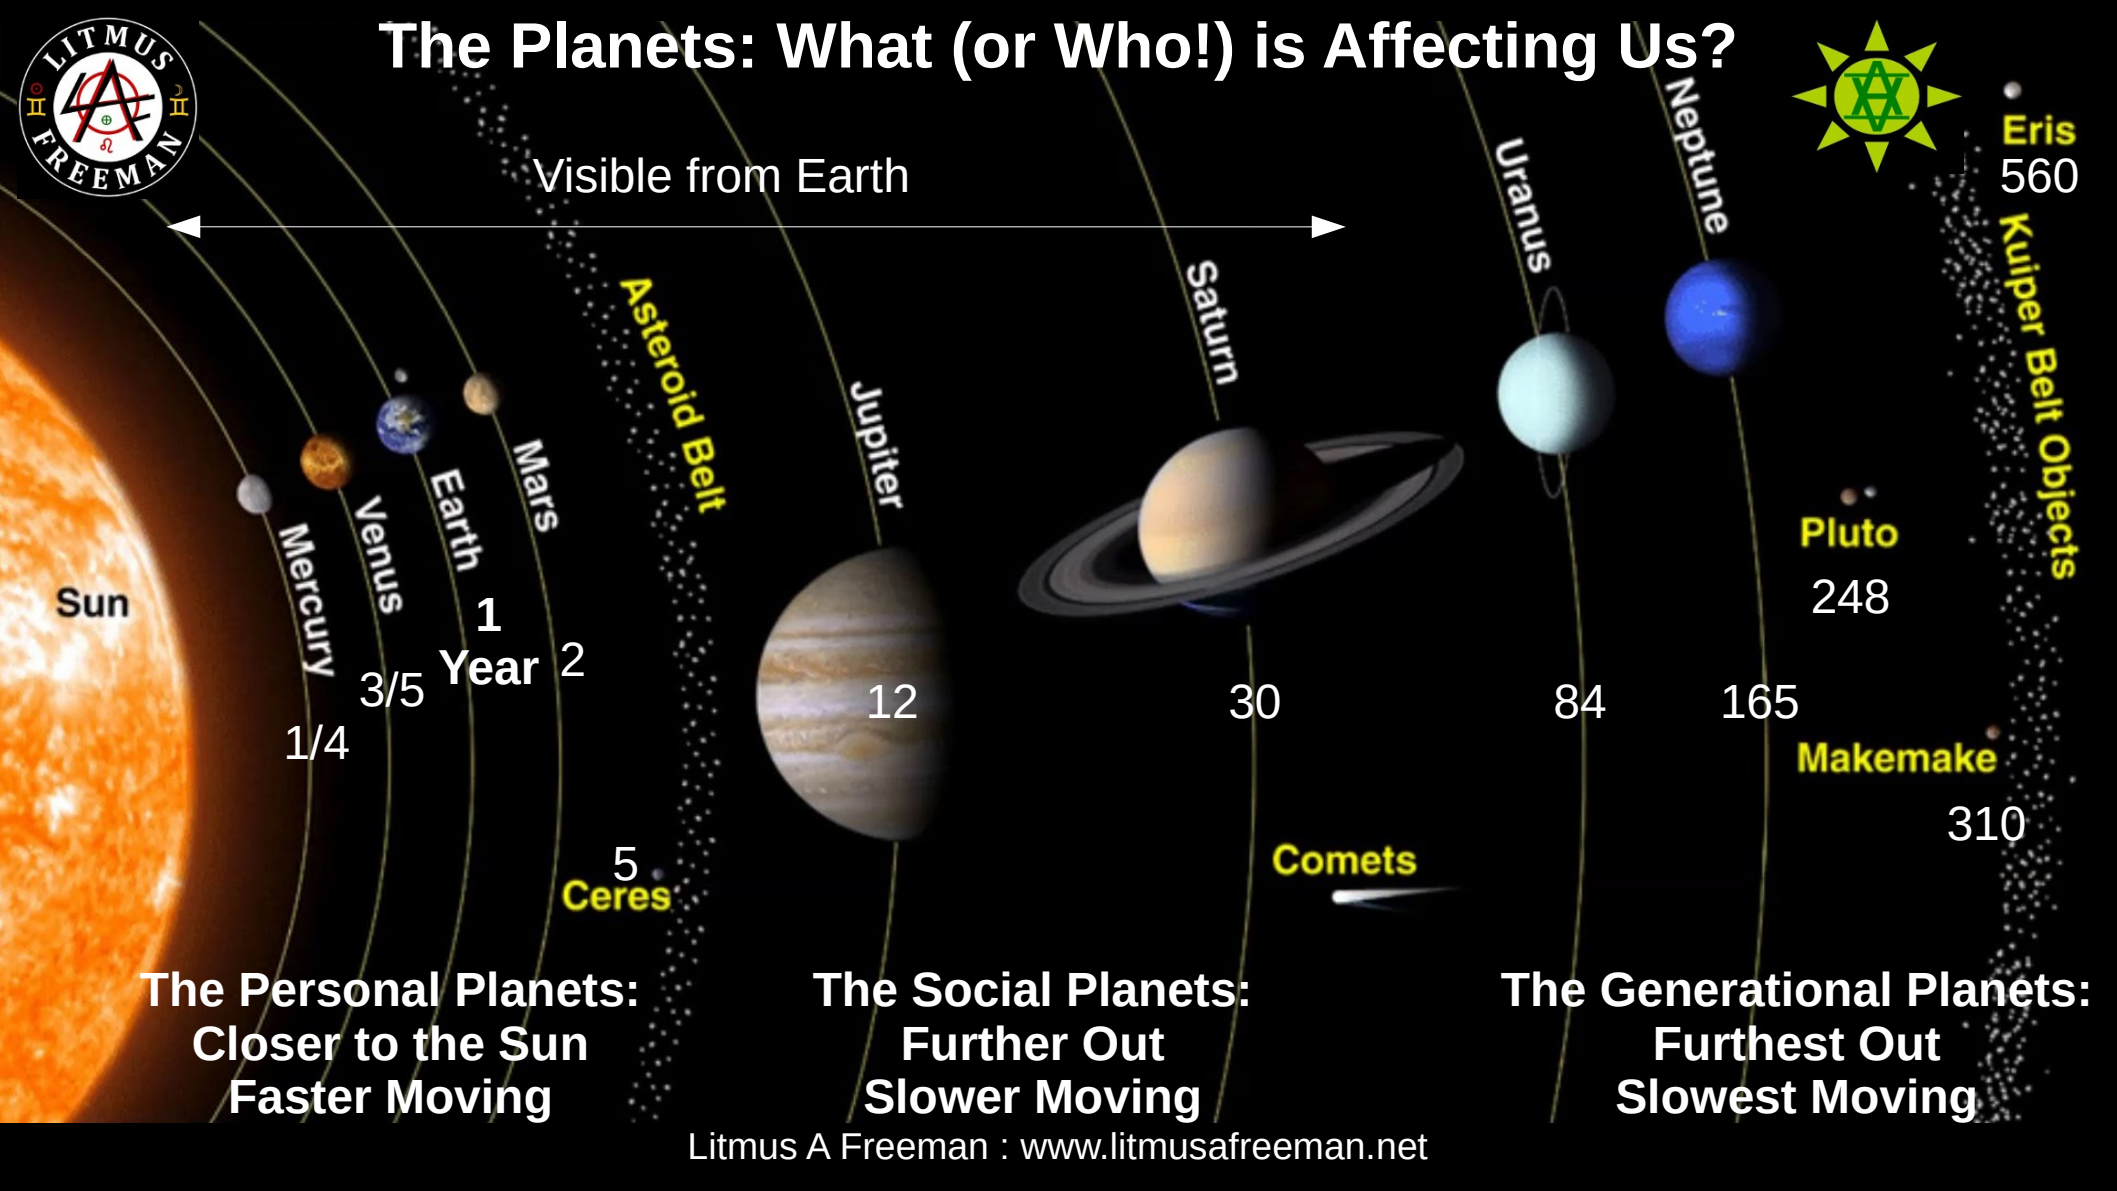 The Planets: What (or Who!) is Affecting Us?
LITMUS
FREEMAN
Visible from Earth
Sun
Mercury
1/4
Venus
3/5
Earth
1
Year
Mars
2
Asteroid Belt
5
Ceres
Jupiter
12
Saturn
30
Comets
Uranus
84
Neptune
165
Pluto
248
Makemake
310
Eris
560
Kuiper Belt Objects
The Personal Planets:
Closer to the Sun
Faster Moving
The Social Planets:
Further Out
Slower Moving
The Generational Planets:
Furthest Out
Slowest Moving
Litmus A Freeman : www.litmusafreeman.net